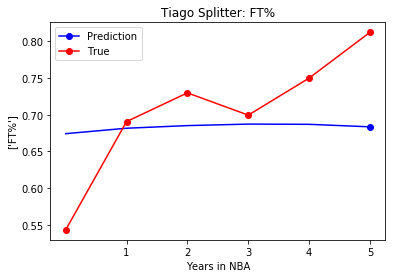 Tiago Splitter: FT%
Prediction
True
0.80
0.75
0.70
0.65
0.60
0.55
['FT%']
1 2 3 4 5
Years in NBA